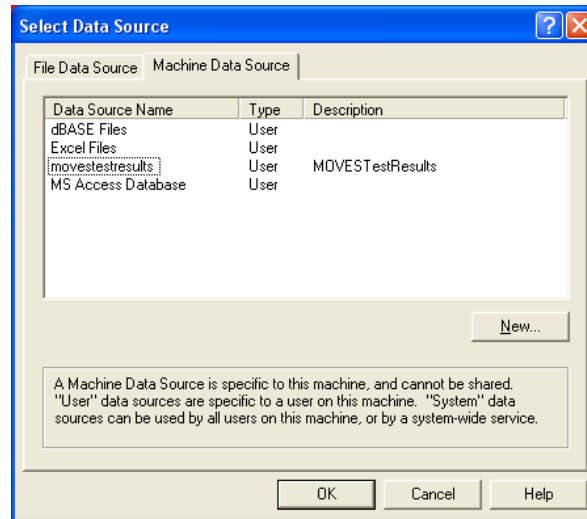 Select Data Source
File Data Source Machine Data Source
Data Source Name Type Description
dBASE Files User
Excel Files User
movestestresults User MOVESTestResults
MS Access Database User
New...
A Machine Data Source is specific to this machine, and cannot be shared.
"User" data sources are specific to a user on this machine. "System" data
sources can be used by all users on this machine, or by a system-wide service.
OK Cancel Help